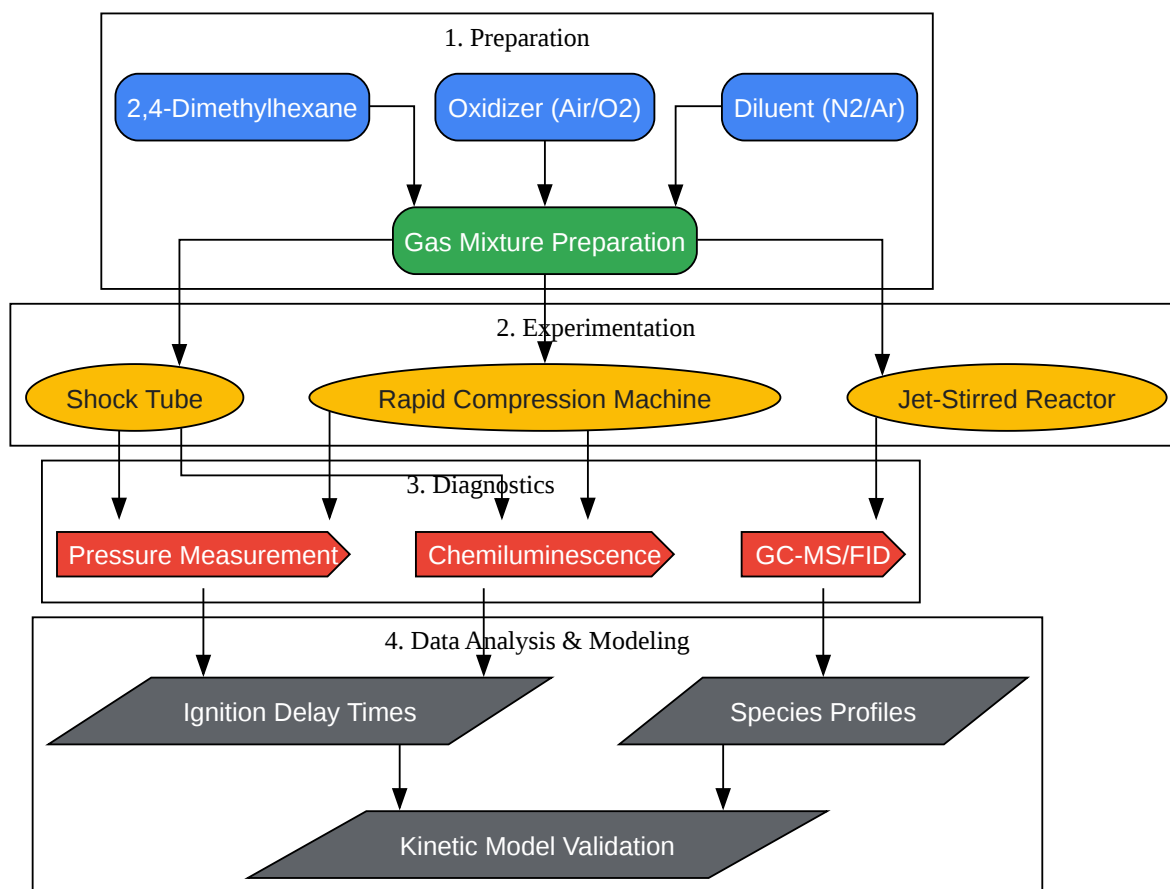 1. Preparation
2,4-Dimethylhexane
Oxidizer (Air/O2)
Diluent (N2/Ar)
Gas Mixture Preparation
2. Experimentation
Shock Tube
Rapid Compression Machine
Jet-Stirred Reactor
3. Diagnostics
Pressure Measurement
Chemiluminescence
GC-MS/FID
4. Data Analysis & Modeling
Ignition Delay Times
Species Profiles
Kinetic Model Validation